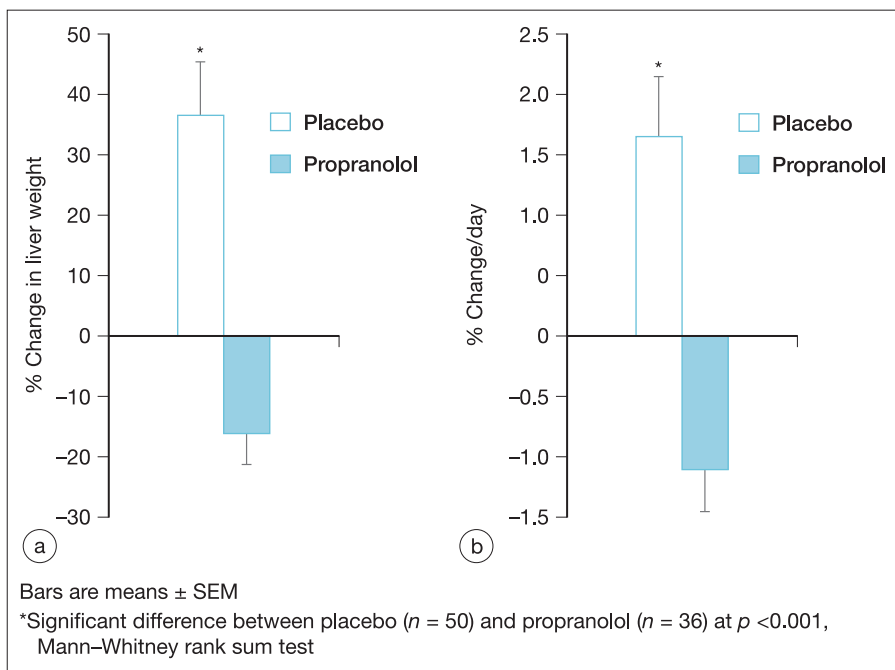 50
40
30
20
10
0
–10
–20
–30
% Change in liver weight
*
Placebo
Propranolol
a
2.5
2.0
1.5
1.0
0
0
–0.5
–1.0
–1.5
% Change/day
*
Placebo
Propranolol
b
Bars are means ± SEM
*Significant difference between placebo (n = 50) and propranolol (n = 36) at p <0.001,
Mann–Whitney rank sum test